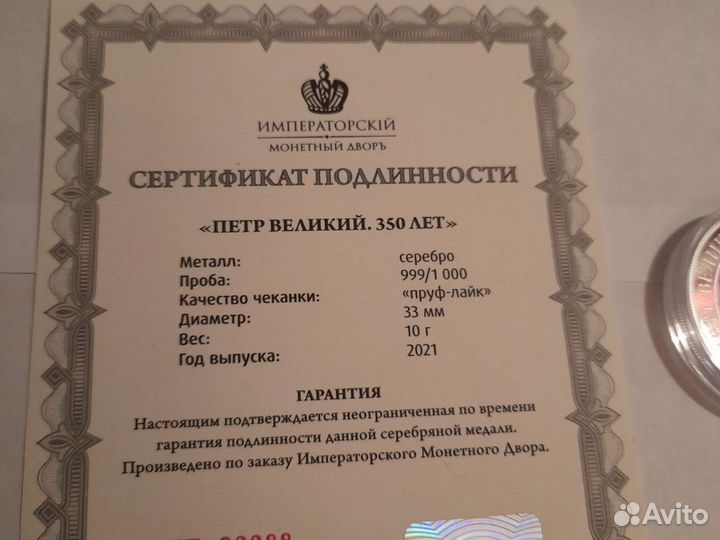 ИМПЕРАТОРСКIЙ
МОНЕТНЫЙ ДВОРЪ
СЕРТИФИКАТ ПОДЛИННОСТИ
«ПЕТР ВЕЛИКИЙ. 350 ЛЕТ»
Металл: серебро
Проба: 999/1 000
Качество чеканки: «пруф-лайк»
Диаметр: 33 мм
Вес: 10 г
Год выпуска: 2021
ГАРАНТИЯ
Настоящим подтверждается неограниченная по времени
гарантия подлинности данной серебряной медали.
Произведено по заказу Императорского Монетного Двора.
Avito